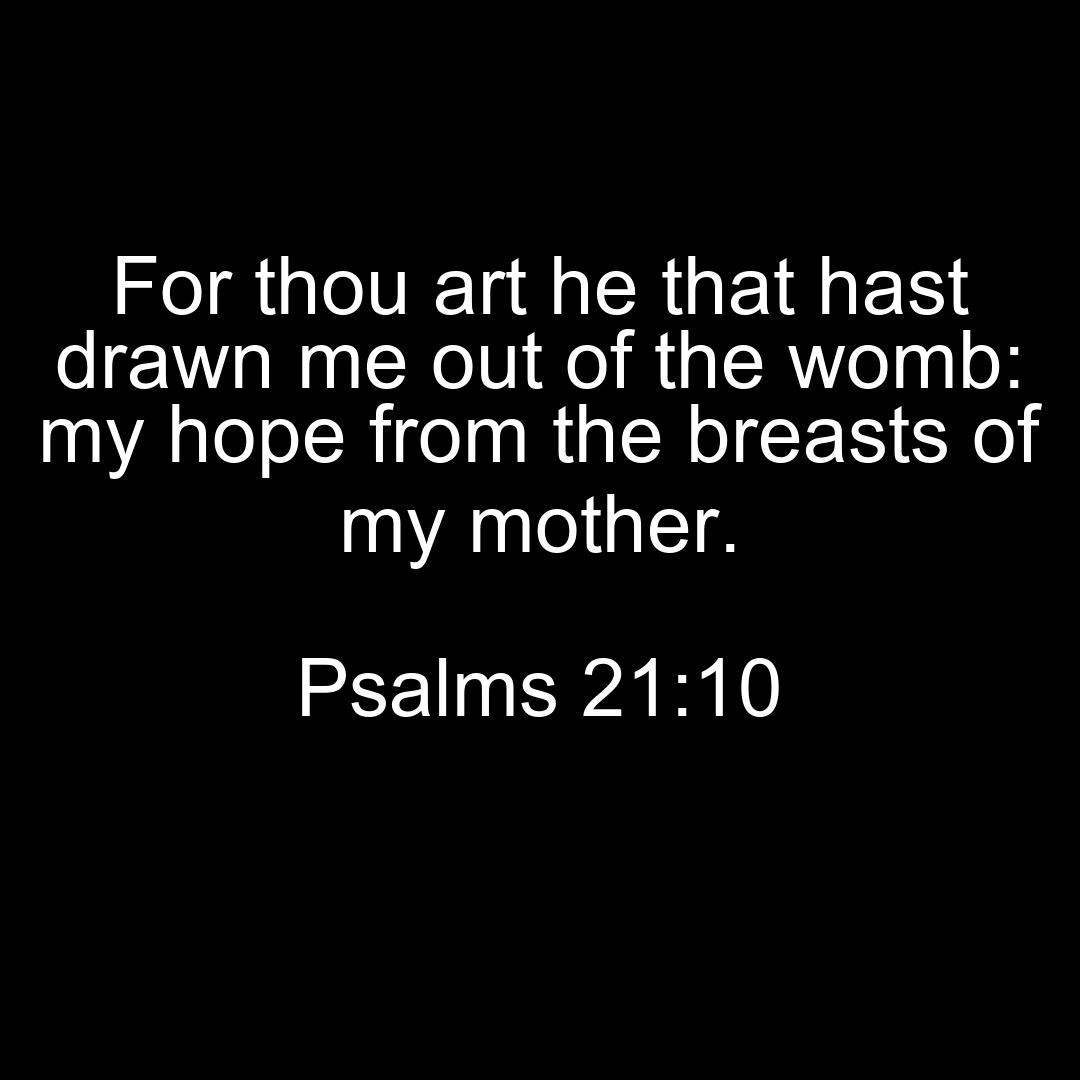 For thou art he that hast
drawn me out of the womb:
my hope from the breasts of
my mother.
Psalms 21:10